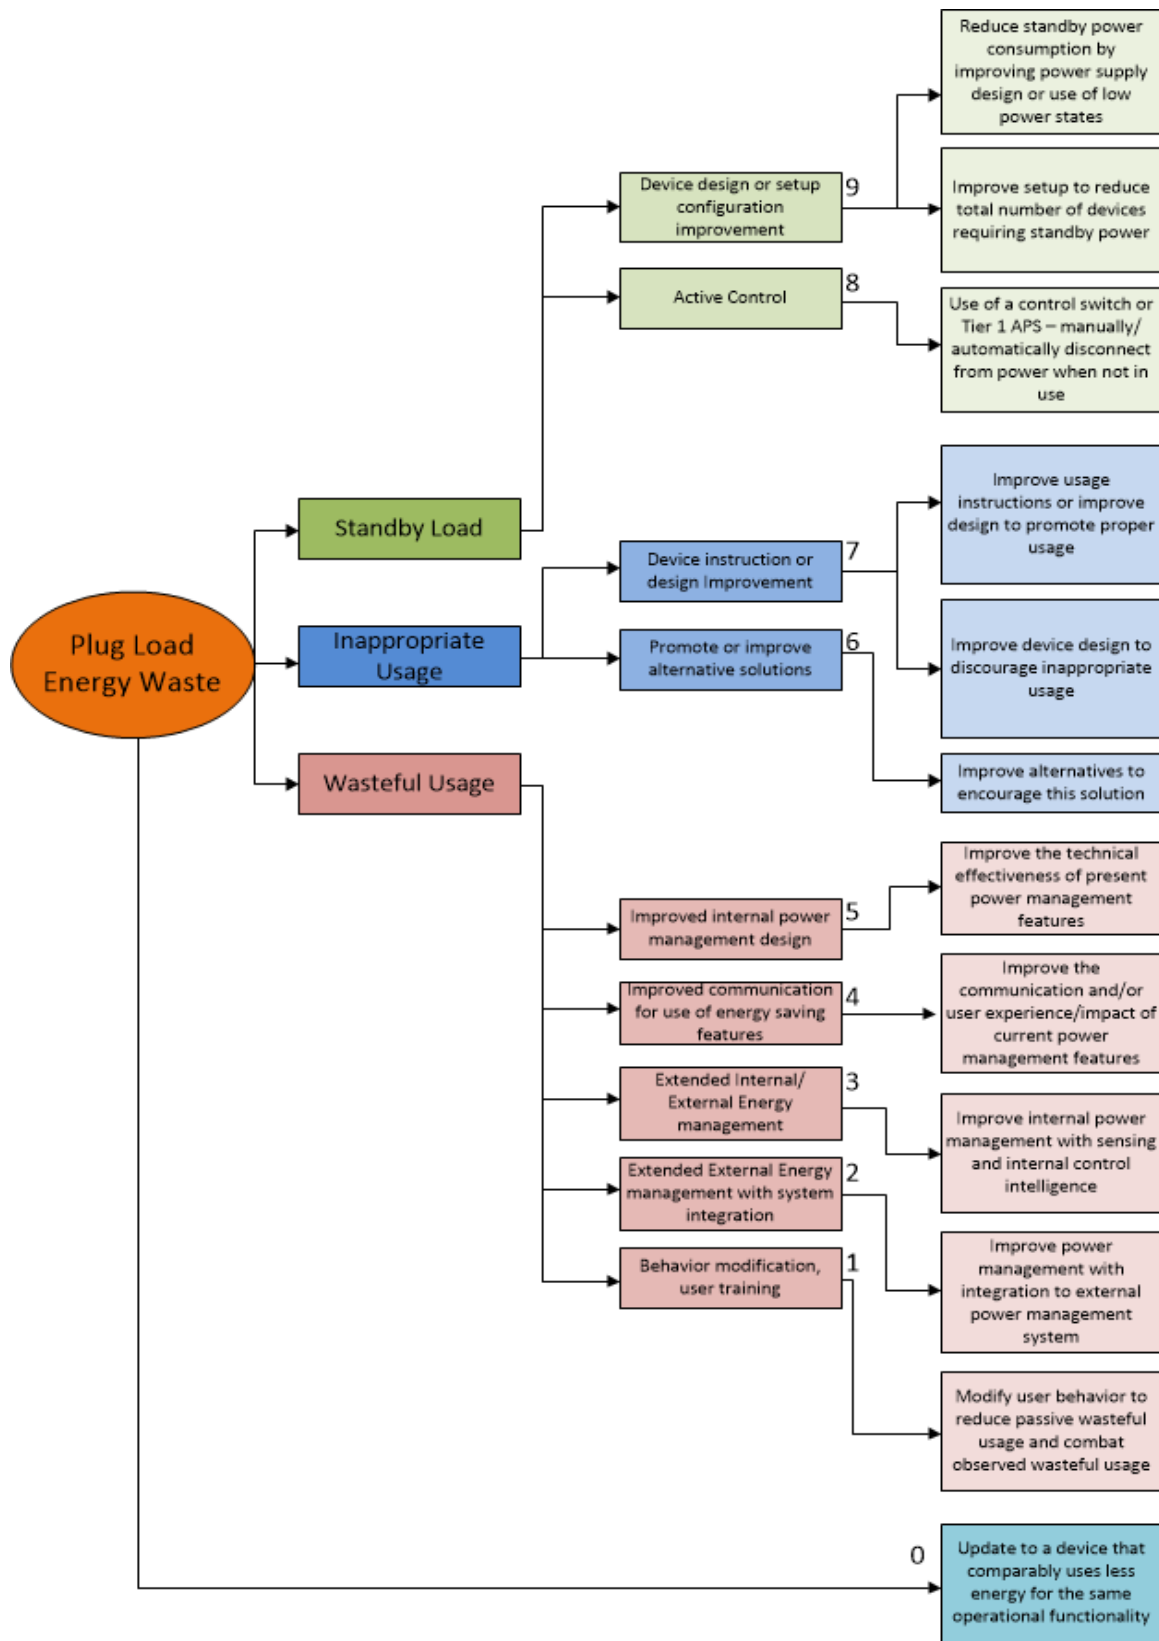 Reduce standby power
consumption by
improving power supply
design or use of low
power states
Device design or setup
configuration
improvement
9
Improve setup to reduce
total number of devices
requiring standby power
Active Control
8
Use of a control switch or
Tier 1 APS – manually/
automatically disconnect
from power when not in
use
Standby Load
Improve usage
instructions or improve
design to promote proper
usage
Device instruction or
design Improvement
7
Plug Load
Energy Waste
Inappropriate
Usage
Promote or improve
alternative solutions
6
Improve device design to
discourage inappropriate
usage
Wasteful Usage
Improve alternatives to
encourage this solution
Improved internal power
management design
5
Improve the technical
effectiveness of present
power management
features
Improved communication
for use of energy saving
features
4
Improve the
communication and/or
user experience/impact of
current power
management features
Extended Internal/
External Energy
management
3
Improve internal power
management with sensing
and internal control
intelligence
Extended External Energy
management with system
integration
2
Improve power
management with
integration to external
power management
system
Behavior modification,
user training
1
Modify user behavior to
reduce passive wasteful
usage and combat
observed wasteful usage
0
Update to a device that
comparably uses less
energy for the same
operational functionality